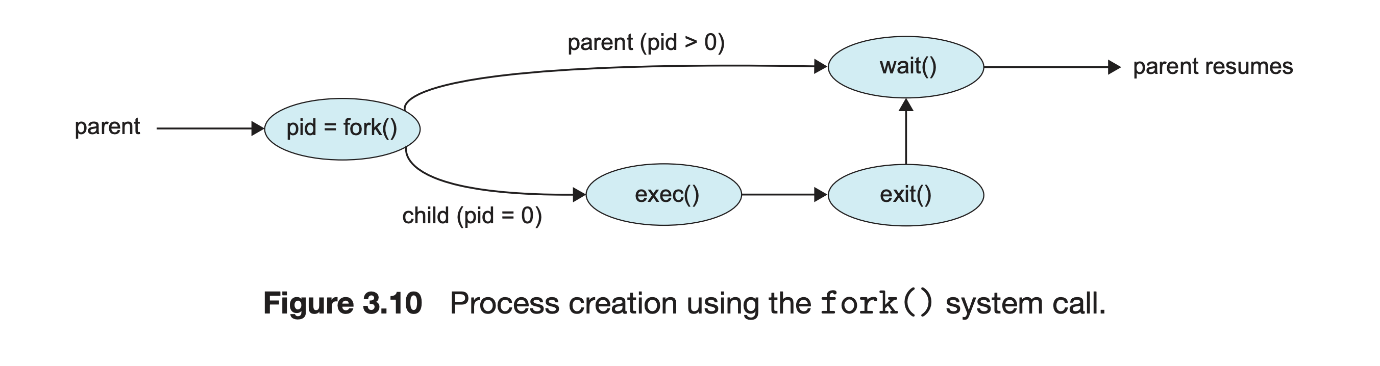 parent (pid > 0)
wait()
parent resumes
parent
pid = fork()
exec()
exit()
child (pid = 0)
Figure 3.10 Process creation using the fork() system call.